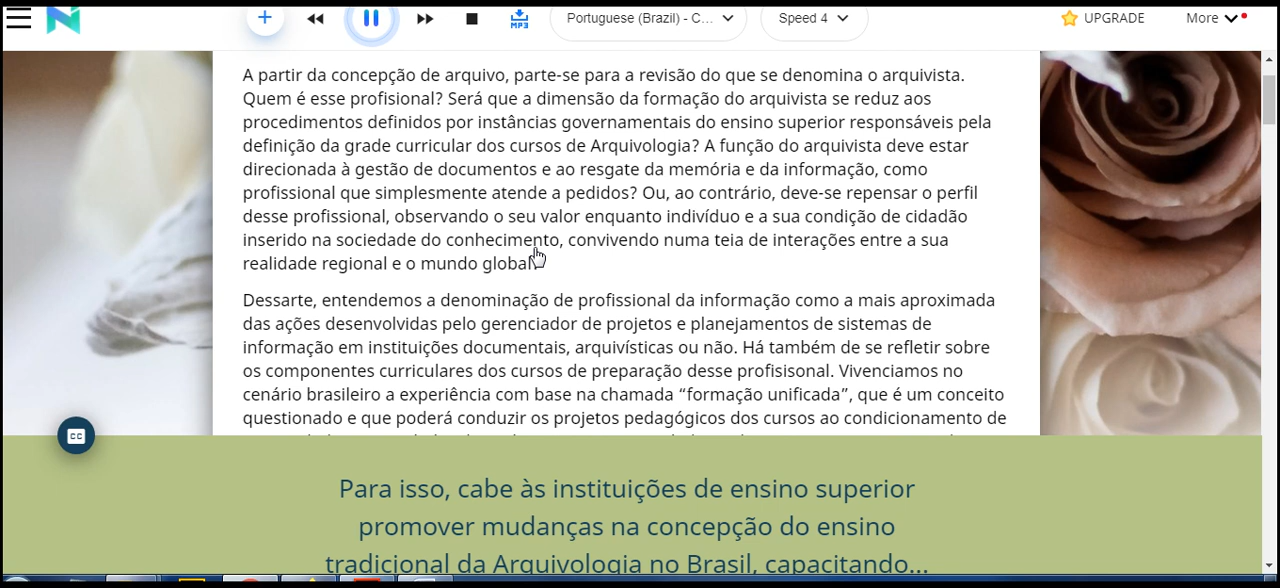 MP3
Portuguese (Brazil) - C...
Speed 4
UPGRADE
More
A partir da concepção de arquivo, parte-se para a revisão do que se denomina o arquivista.
Quem é esse profisional? Será que a dimensão da formação do arquivista se reduz aos
procedimentos definidos por instâncias governamentais do ensino superior responsáveis pela
definição da grade curricular dos cursos de Arquivologia? A função do arquivista deve estar
direcionada à gestão de documentos e ao resgate da memória e da informação, como
profissional que simplesmente atende a pedidos? Ou, ao contrário, deve-se repensar o perfil
desse profissional, observando o seu valor enquanto indivíduo e a sua condição de cidadão
inserido na sociedade do conhecimento, convivendo numa teia de interações entre a sua
realidade regional e o mundo global
Dessarte, entendemos a denominação de profissional da informação como a mais aproximada
das ações desenvolvidas pelo gerenciador de projetos e planejamentos de sistemas de
informação em instituições documentais, arquivísticas ou não. Há também de se refletir sobre
os componentes curriculares dos cursos de preparação desse profisisonal. Vivenciamos no
cenário brasileiro a experiência com base na chamada “formação unificada”, que é um conceito
questionado e que poderá conduzir os projetos pedagógicos dos cursos ao condicionamento de
CC
Para isso, cabe às instituições de ensino superior
promover mudanças na concepção do ensino
tradicional da Arquivologia no Brasil, capacitando...